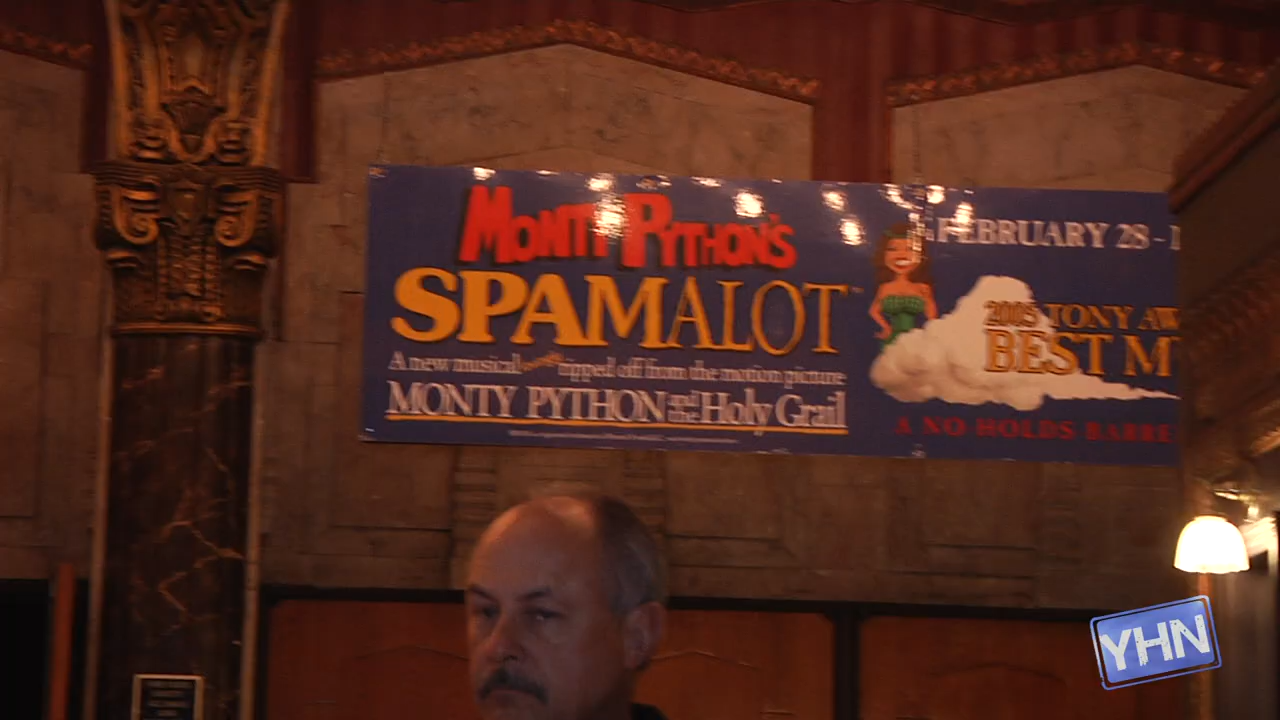 MONTY PYTHON'S
SPAMALOT
A new musical lovingly ripped off from the motion picture
MONTY PYTHON and the Holy Grail
FEBRUARY 28 -
2005 TONY AW
BEST M
A NO HOLDS BARRE
YHN